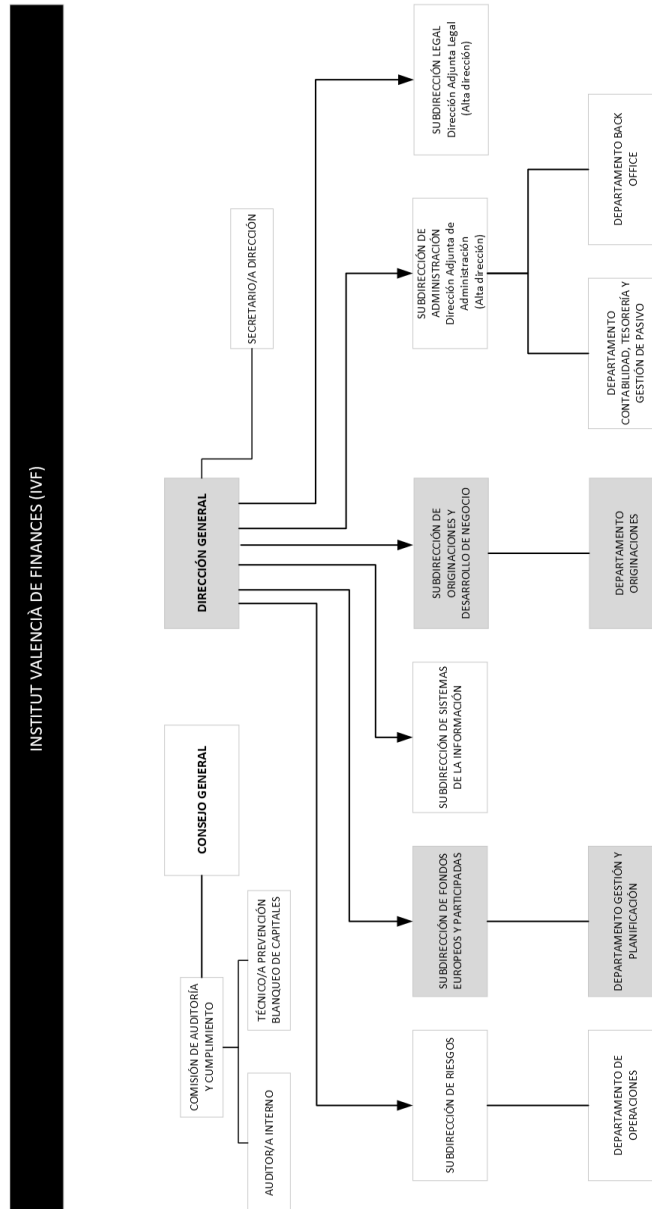 INSTITUT VALENCIÀ DE FINANCES (IVF)
COMISIÓN DE AUDITORÍA
Y CUMPLIMIENTO
CONSEJO GENERAL
DIRECCIÓN GENERAL
AUDITOR/A INTERNO
TÉCNICO/A PREVENCIÓN
BLANQUEO DE CAPITALES
SECRETARIO/A DIRECCIÓN
SUBDIRECCIÓN DE RIESGOS
SUBDIRECCIÓN DE FONDOS
EUROPEOS Y PARTICIPADAS
SUBDIRECCIÓN DE SISTEMAS
DE LA INFORMACIÓN
SUBDIRECCIÓN DE
ORIGINACIONES Y
DESARROLLO DE NEGOCIO
SUBDIRECCIÓN DE
ADMINISTRACIÓN
Dirección Adjunta de
Administración
(Alta dirección)
SUBDIRECCIÓN LEGAL
Dirección Adjunta Legal
(Alta dirección)
DEPARTAMENTO DE
OPERACIONES
DEPARTAMENTO GESTIÓN Y
PLANIFICACIÓN
DEPARTAMENTO
ORIGINACIONES
DEPARTAMENTO
CONTABILIDAD, TESORERÍA Y
GESTIÓN DE PASIVO
DEPARTAMENTO BACK
OFFICE